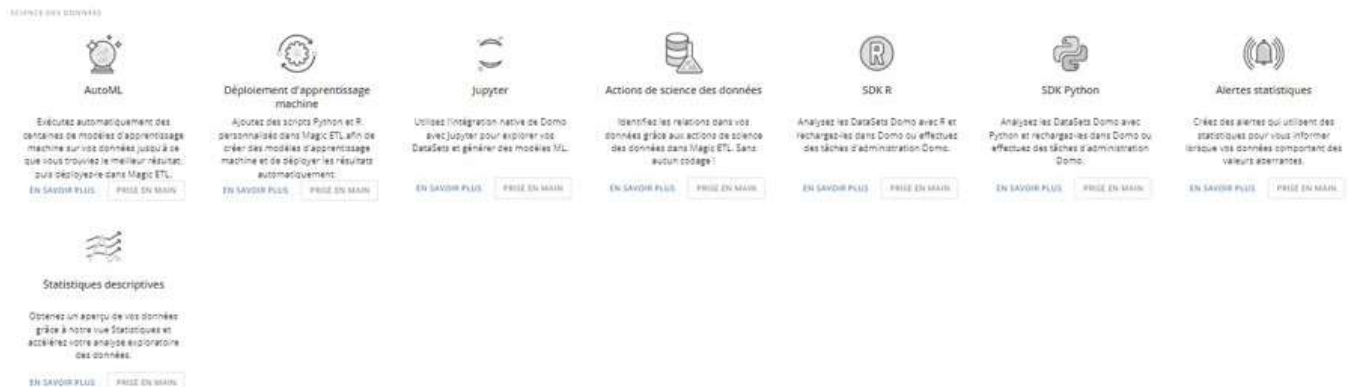 SCIENCE DES DONNÉES
AutoML
Exécutez automatiquement des
centaines de modèles d'apprentissage
machine sur vos données jusqu'à ce
que vous trouviez le meilleur résultat,
puis déployez-le dans Magic ETL.
EN SAVOIR PLUS
PRISE EN MAIN
Déploiement d'apprentissage
machine
Ajoutez des scripts Python et R
personnalisés dans Magic ETL afin de
créer des modèles d'apprentissage
machine et de déployer les résultats
automatiquement.
EN SAVOIR PLUS
PRISE EN MAIN
Jupyter
Utilisez l'intégration native de Domo
avec Jupyter pour explorer vos
DataSets et générer des modèles ML.
EN SAVOIR PLUS
PRISE EN MAIN
Actions de science des données
Identifiez les relations dans vos
données grâce aux actions de science
des données dans Magic ETL. Sans
aucun codage !
EN SAVOIR PLUS
PRISE EN MAIN
SDK R
Analysez les DataSets Domo avec R et
rechargez-les dans Domo ou effectuez
des tâches d'administration Domo.
EN SAVOIR PLUS
PRISE EN MAIN
SDK Python
Analysez les DataSets Domo avec
Python et rechargez-les dans Domo ou
effectuez des tâches d'administration
Domo.
EN SAVOIR PLUS
PRISE EN MAIN
Alertes statistiques
Créez des alertes qui utilisent des
statistiques pour vous informer
lorsque vos données comportent des
valeurs aberrantes.
EN SAVOIR PLUS
PRISE EN MAIN
Statistiques descriptives
Obtenez un aperçu de vos données
grâce à notre vue Statistiques et
accélérez votre analyse exploratoire
des données.
EN SAVOIR PLUS
PRISE EN MAIN